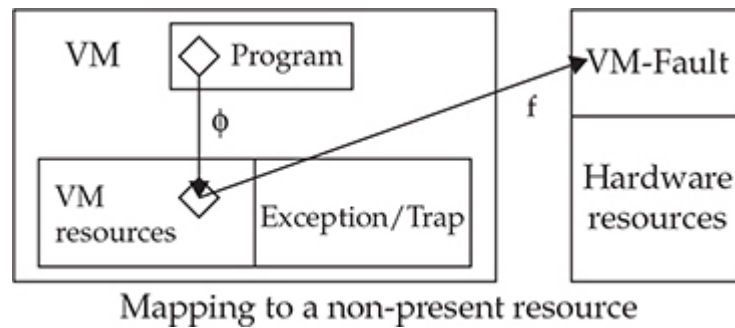 VM
Program
VM-Fault
ϕ
f
VM
resources
Exception/Trap
Hardware
resources
Mapping to a non-present resource